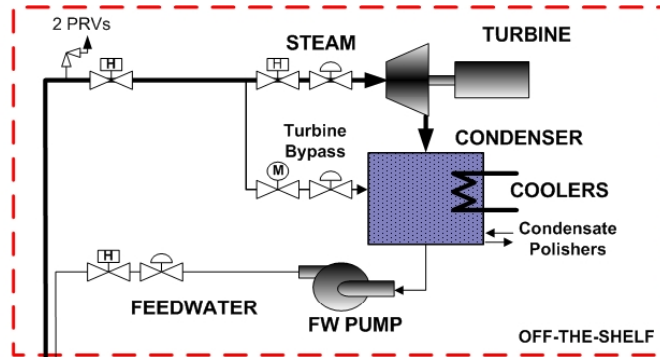 2 PRVs
STEAM
TURBINE
H
H
Turbine
Bypass
CONDENSER
M
COOLERS
Condensate
Polishers
H
FEEDWATER
FW PUMP
OFF-THE-SHELF